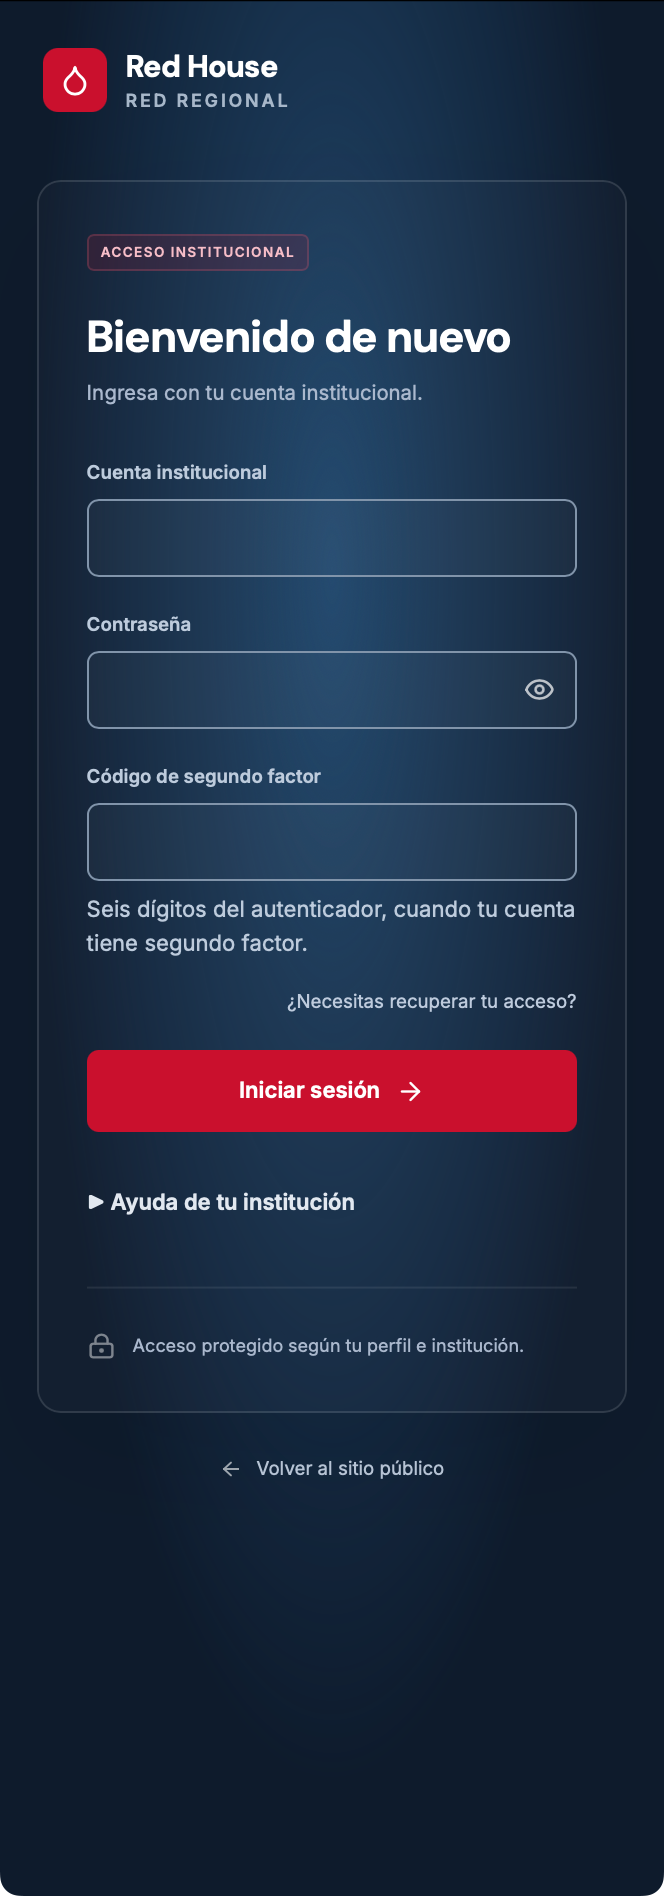 Red House
RED REGIONAL
ACCESO INSTITUCIONAL
Bienvenido de nuevo
Ingresa con tu cuenta institucional.
Cuenta institucional
Contraseña
Código de segundo factor
Seis dígitos del autenticador, cuando tu cuenta
tiene segundo factor.
¿Necesitas recuperar tu acceso?
Iniciar sesión
Ayuda de tu institución
Acceso protegido según tu perfil e institución.
Volver al sitio público